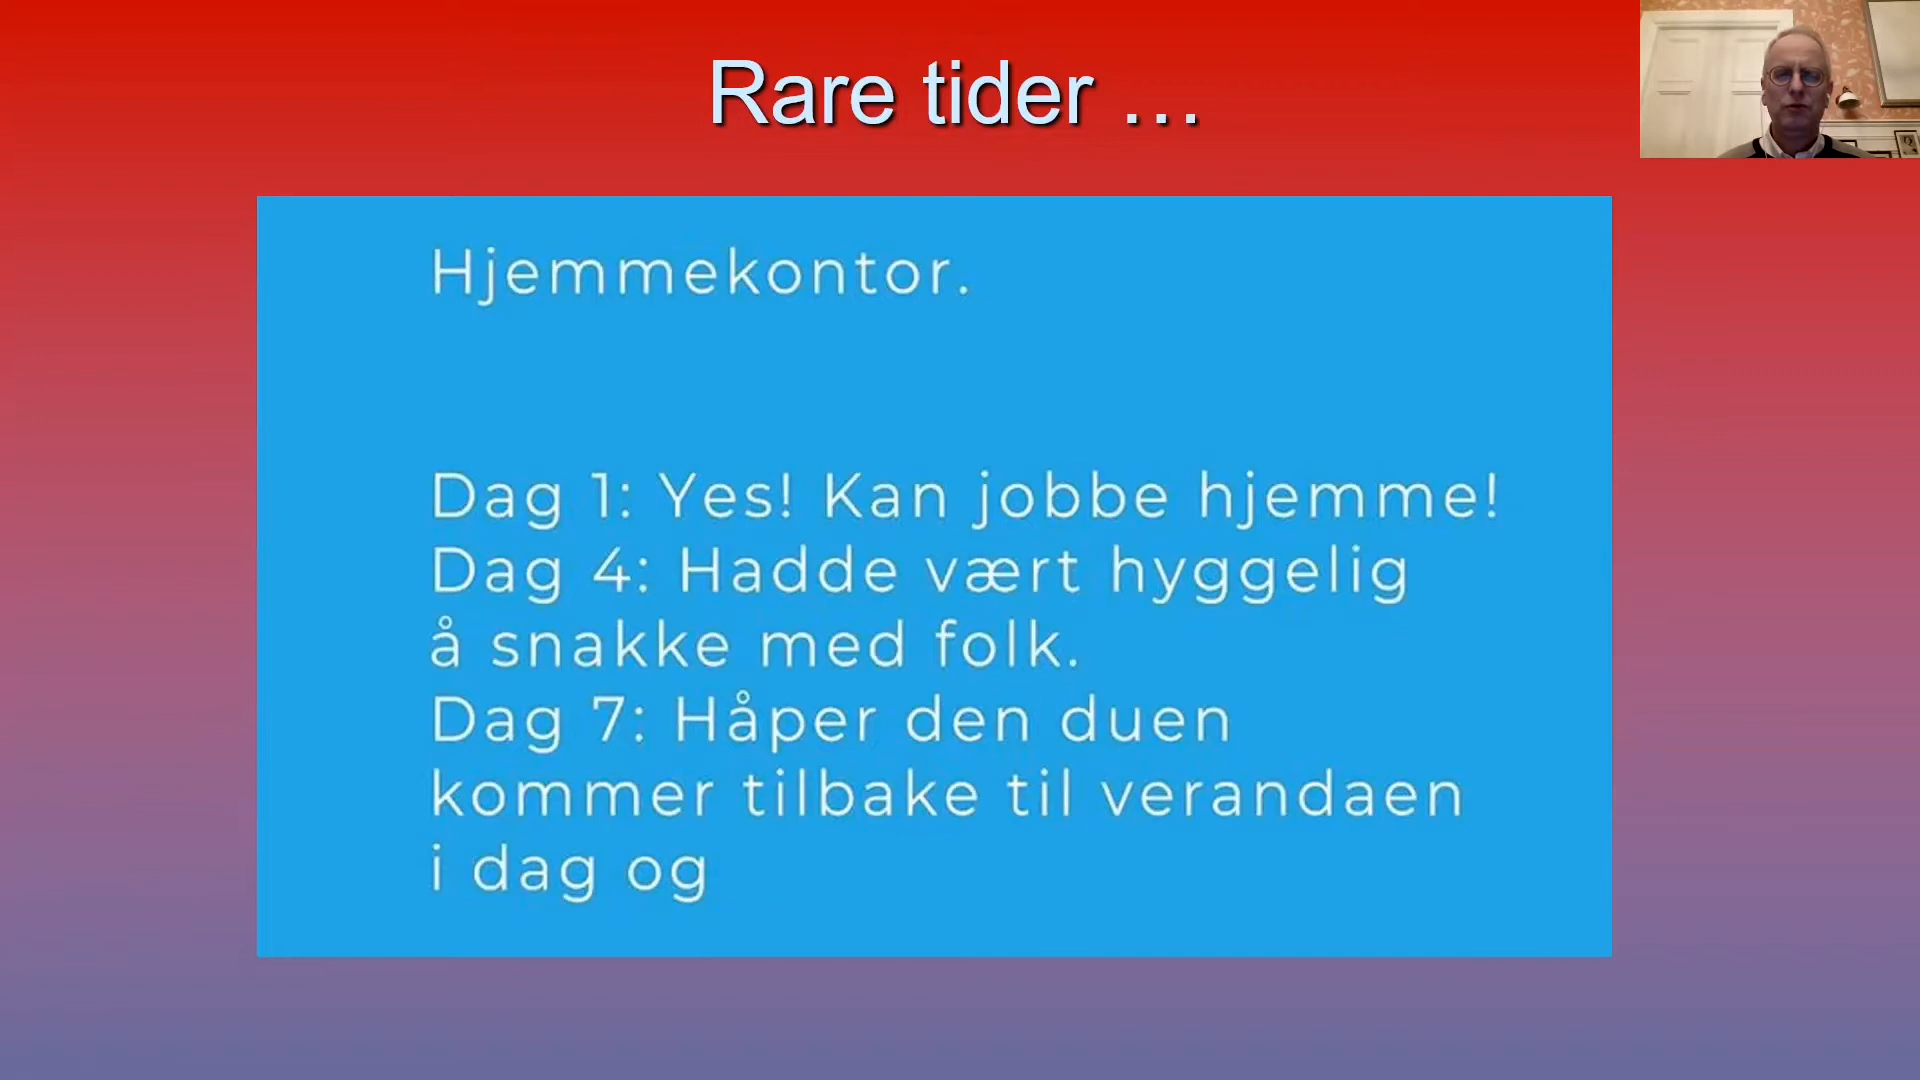 Rare tider …
Hjemmekontor.
Dag 1: Yes! Kan jobbe hjemme!
Dag 4: Hadde vært hyggelig
å snakke med folk.
Dag 7: Håper den duen
kommer tilbake til verandaen
i dag og